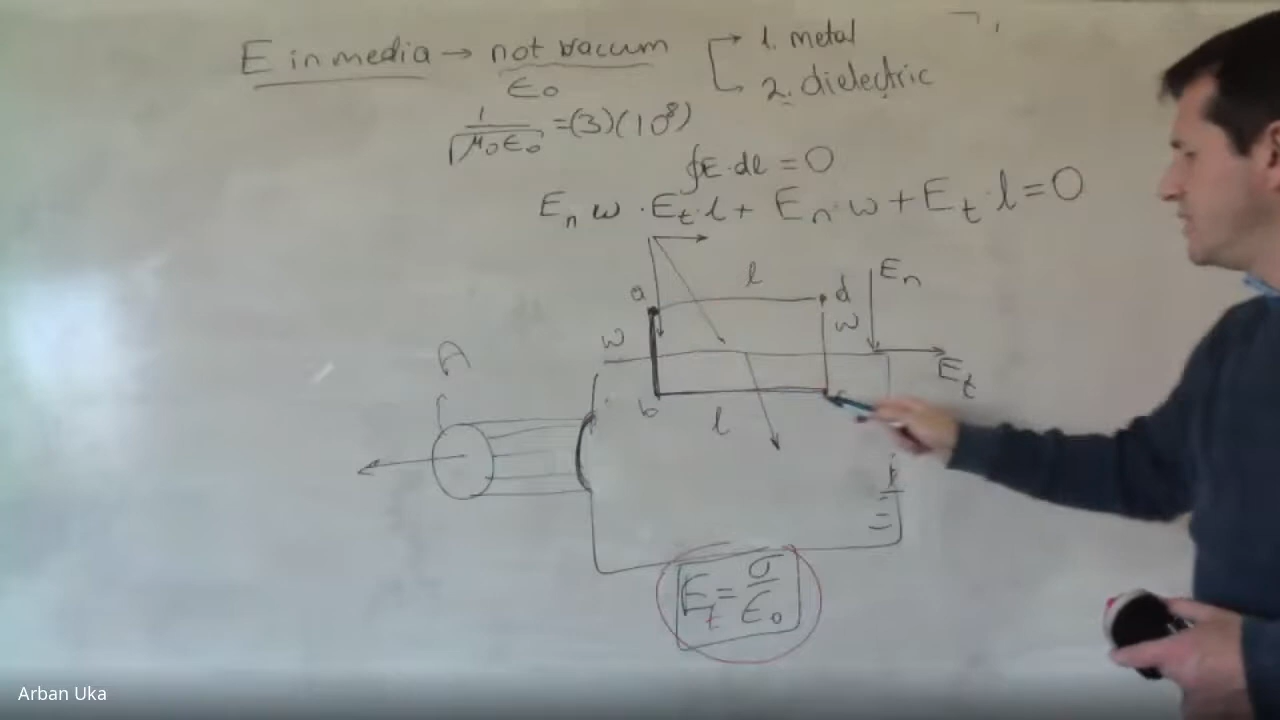 E in media → not vaccum → 1. metal
ε₀ → 2. dielectric
1/√μ₀ε₀ = (3)(10⁸)
∮E·dl = 0
Eₙ w · Eₜ · l + Eₙ · w + Eₜ · l = 0
l Eₙ
a d
w w
Eₜ
A
b
l
Eₜ = σ/ε₀
Arban Uka